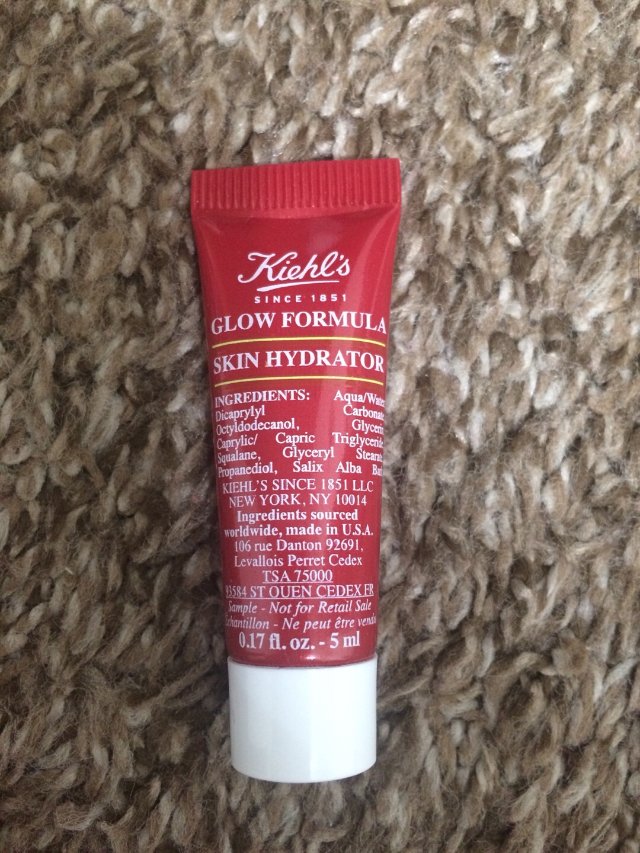 Kiehl's
SINCE 1851
GLOW FORMULA
SKIN HYDRATOR
INGREDIENTS: Aqua/Water
Dicaprylyl Carbonate
Octyldodecanol, Glycerin
Caprylic/ Capric Triglyceride
Squalane, Glyceryl
Propanediol, Salix Alba
KIEHL'S SINCE 1851 LLC
NEW YORK, NY 10014
Ingredients sourced
worldwide, made in U.S.A.
106 rue Danton 92691,
Levallois Perret Cedex
TSA 75000
93584 ST OUEN CEDEX FR
Sample - Not for Retail Sale
Échantillon - Ne peut être vendu
0.17 fl. oz. - 5 ml